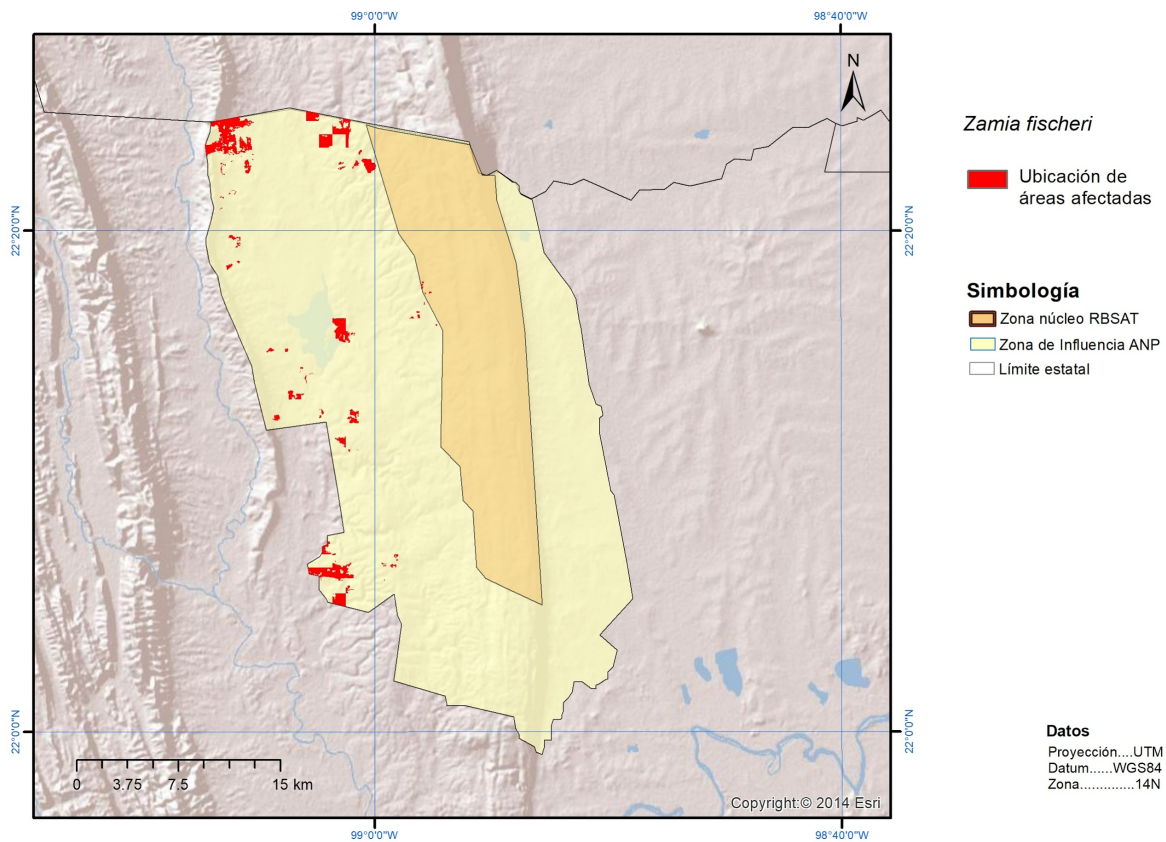 99°0'0"W
98°40'0"W
N
22°20'0"N
22°20'0"N
22°0'0"N
22°0'0"N
0 3.75 7.5 15 km
Copyright:© 2014 Esri
99°0'0"W
98°40'0"W
Zamia fischeri
Ubicación de
áreas afectadas
Simbología
Zona núcleo RBSAT
Zona de Influencia ANP
Límite estatal
Datos
Proyección....UTM
Datum......WGS84
Zona.............14N